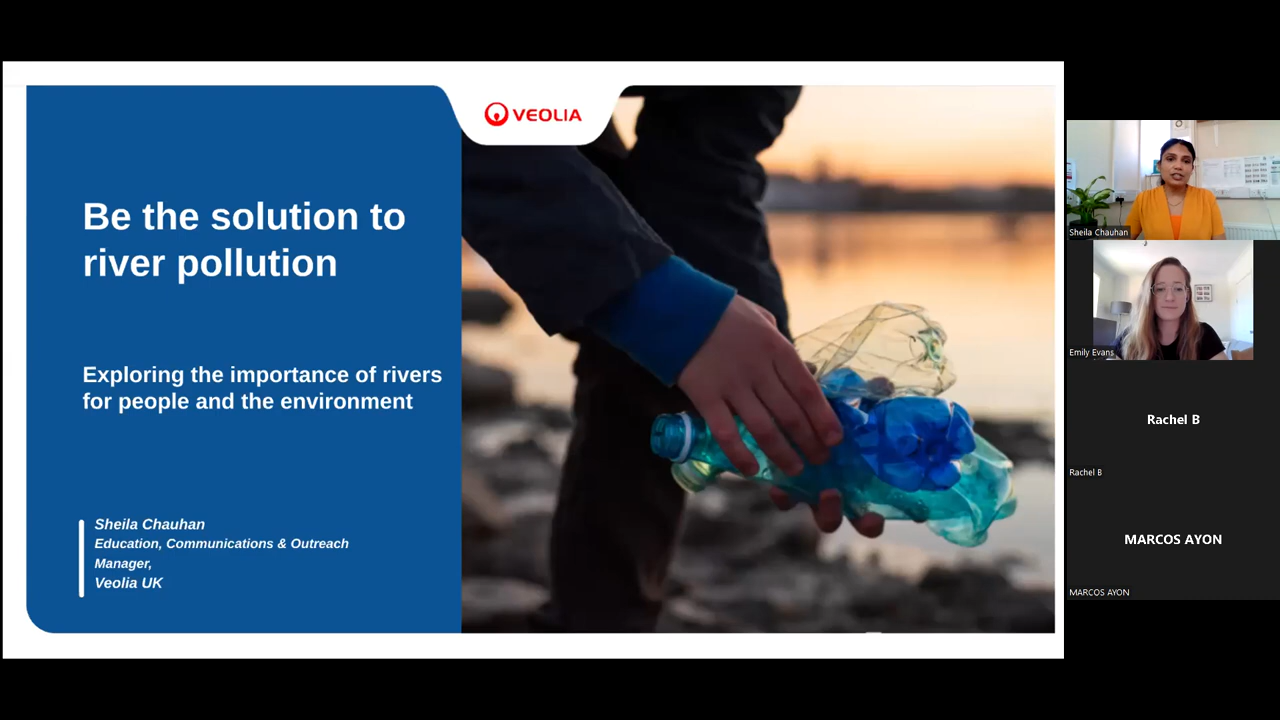 VEOLIA
Be the solution to
river pollution
Exploring the importance of rivers
for people and the environment
Sheila Chauhan
Education, Communications & Outreach
Manager,
Veolia UK
Sheila Chauhan
Emily Evans
Rachel B
Rachel B
MARCOS AYON
MARCOS AYON